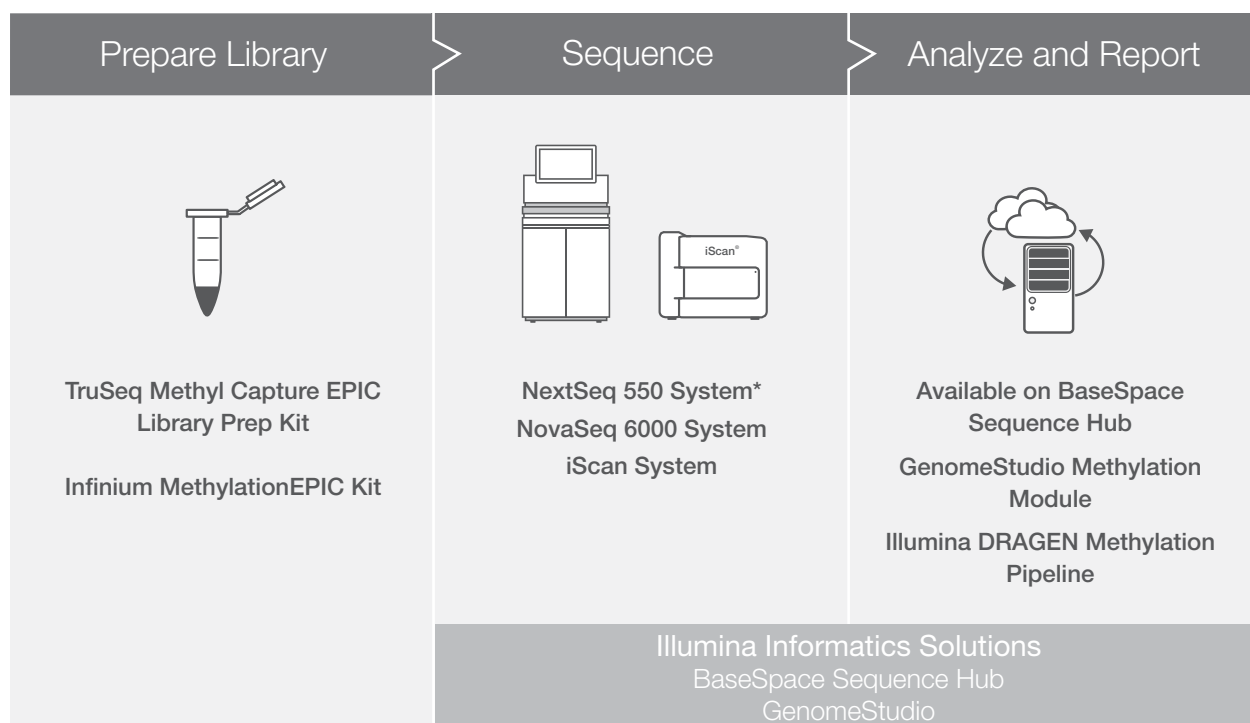 Prepare Library
Sequence
Analyze and Report
iScan®
TruSeq Methyl Capture EPIC
Library Prep Kit
Infinium MethylationEPIC Kit
NextSeq 550 System*
NovaSeq 6000 System
iScan System
Available on BaseSpace
Sequence Hub
GenomeStudio Methylation
Module
Illumina DRAGEN Methylation
Pipeline
Illumina Informatics Solutions
BaseSpace Sequence Hub
GenomeStudio